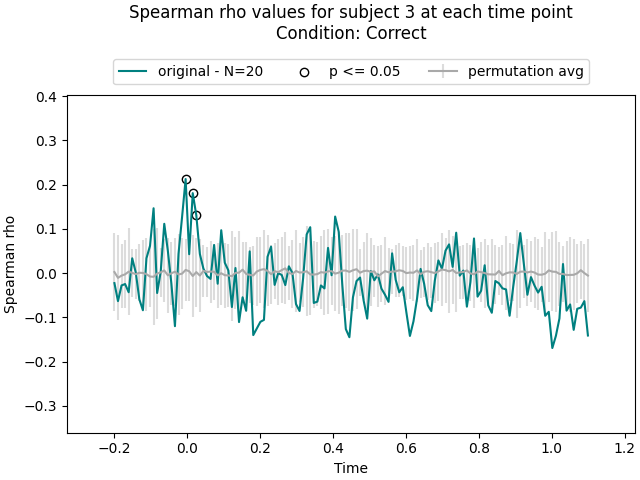 Spearman rho values for subject 3 at each time point
Condition: Correct
original - N=20 p <= 0.05 permutation avg
0.4
0.3
0.2
0.1
0.0
−0.1
−0.2
−0.3
Spearman rho
−0.2 0.0 0.2 0.4 0.6 0.8 1.0 1.2
Time